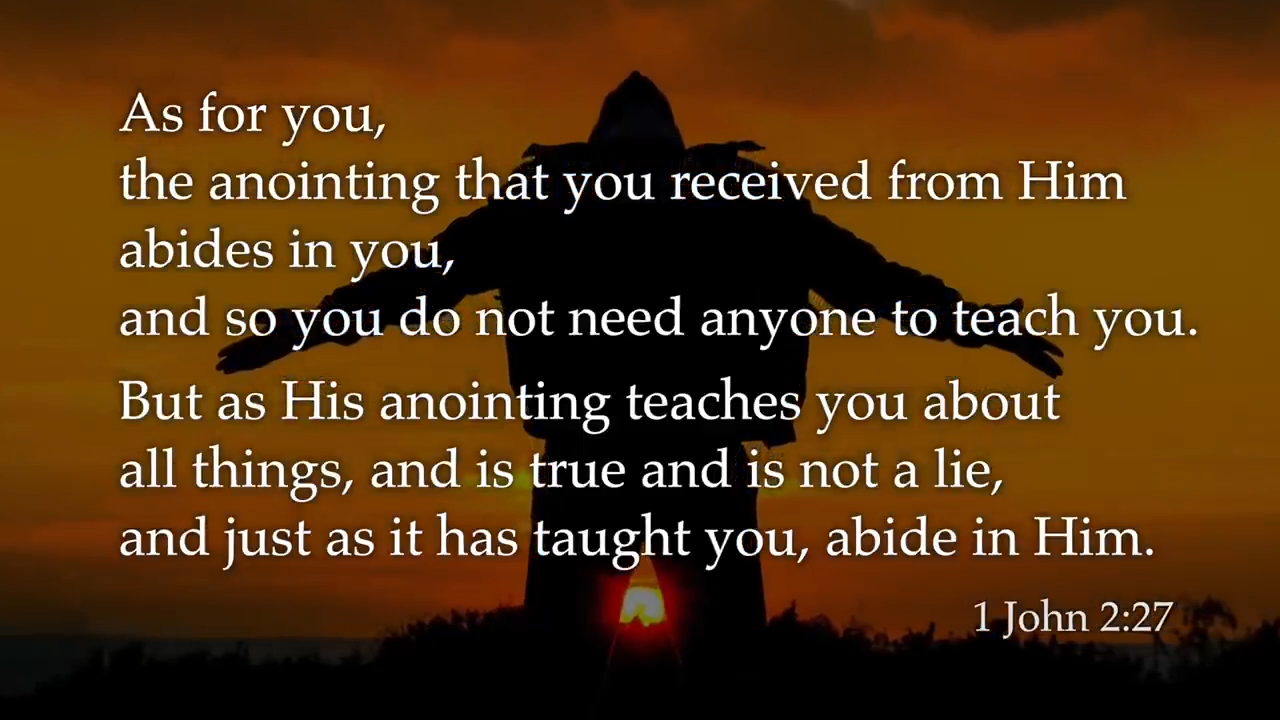 As for you,
the anointing that you received from Him
abides in you,
and so you do not need anyone to teach you.
But as His anointing teaches you about
all things, and is true and is not a lie,
and just as it has taught you, abide in Him.
1 John 2:27